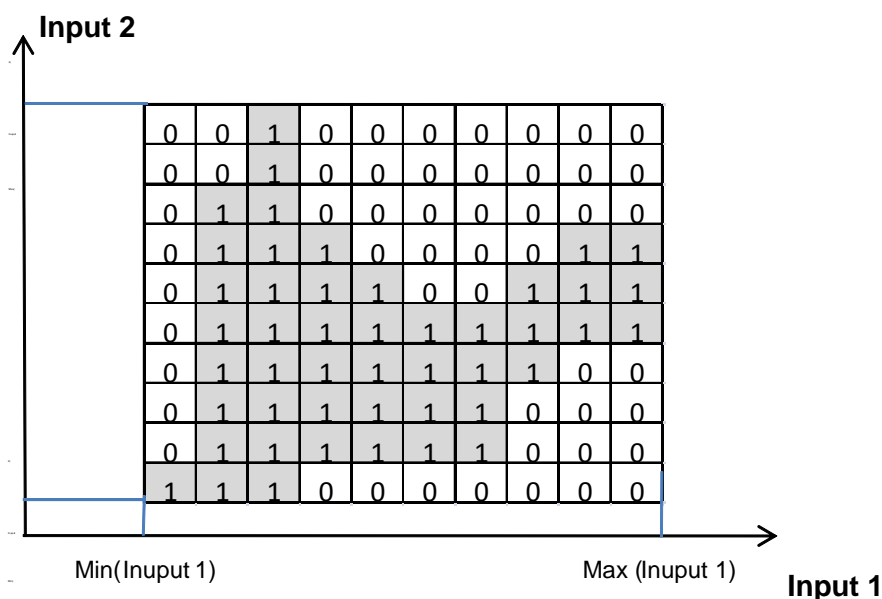 Input 2
0 0 1 0 0 0 0 0 0 0
0 0 1 0 0 0 0 0 0 0
0 1 1 0 0 0 0 0 0 0
0 1 1 1 0 0 0 0 1 1
0 1 1 1 1 0 0 1 1 1
0 1 1 1 1 1 1 1 1 1
0 1 1 1 1 1 1 1 0 0
0 1 1 1 1 1 1 0 0 0
0 1 1 1 1 1 1 0 0 0
1 1 1 0 0 0 0 0 0 0
Min(Inuput 1)
Max (Inuput 1)
Input 1